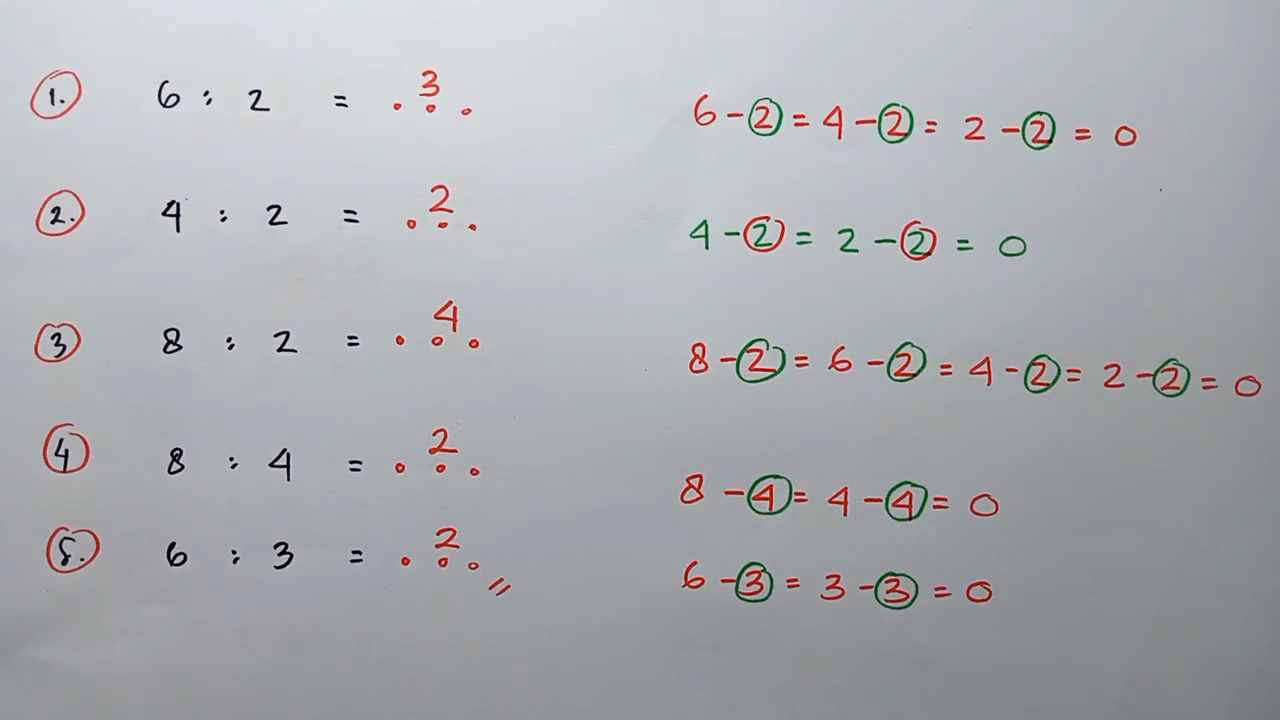 1. 6 : 2 = . 3 . . 6 - 2 = 4 - 2 = 2 - 2 = 0
2. 4 : 2 = . 2 . . 4 - 2 = 2 - 2 = 0
3 8 : 2 = . 4 . . 8 - 2 = 6 - 2 = 4 - 2 = 2 - 2 = 0
4 8 : 4 = . 2 . . 8 - 4 = 4 - 4 = 0
5. 6 : 3 = . 2 . . 6 - 3 = 3 - 3 = 0